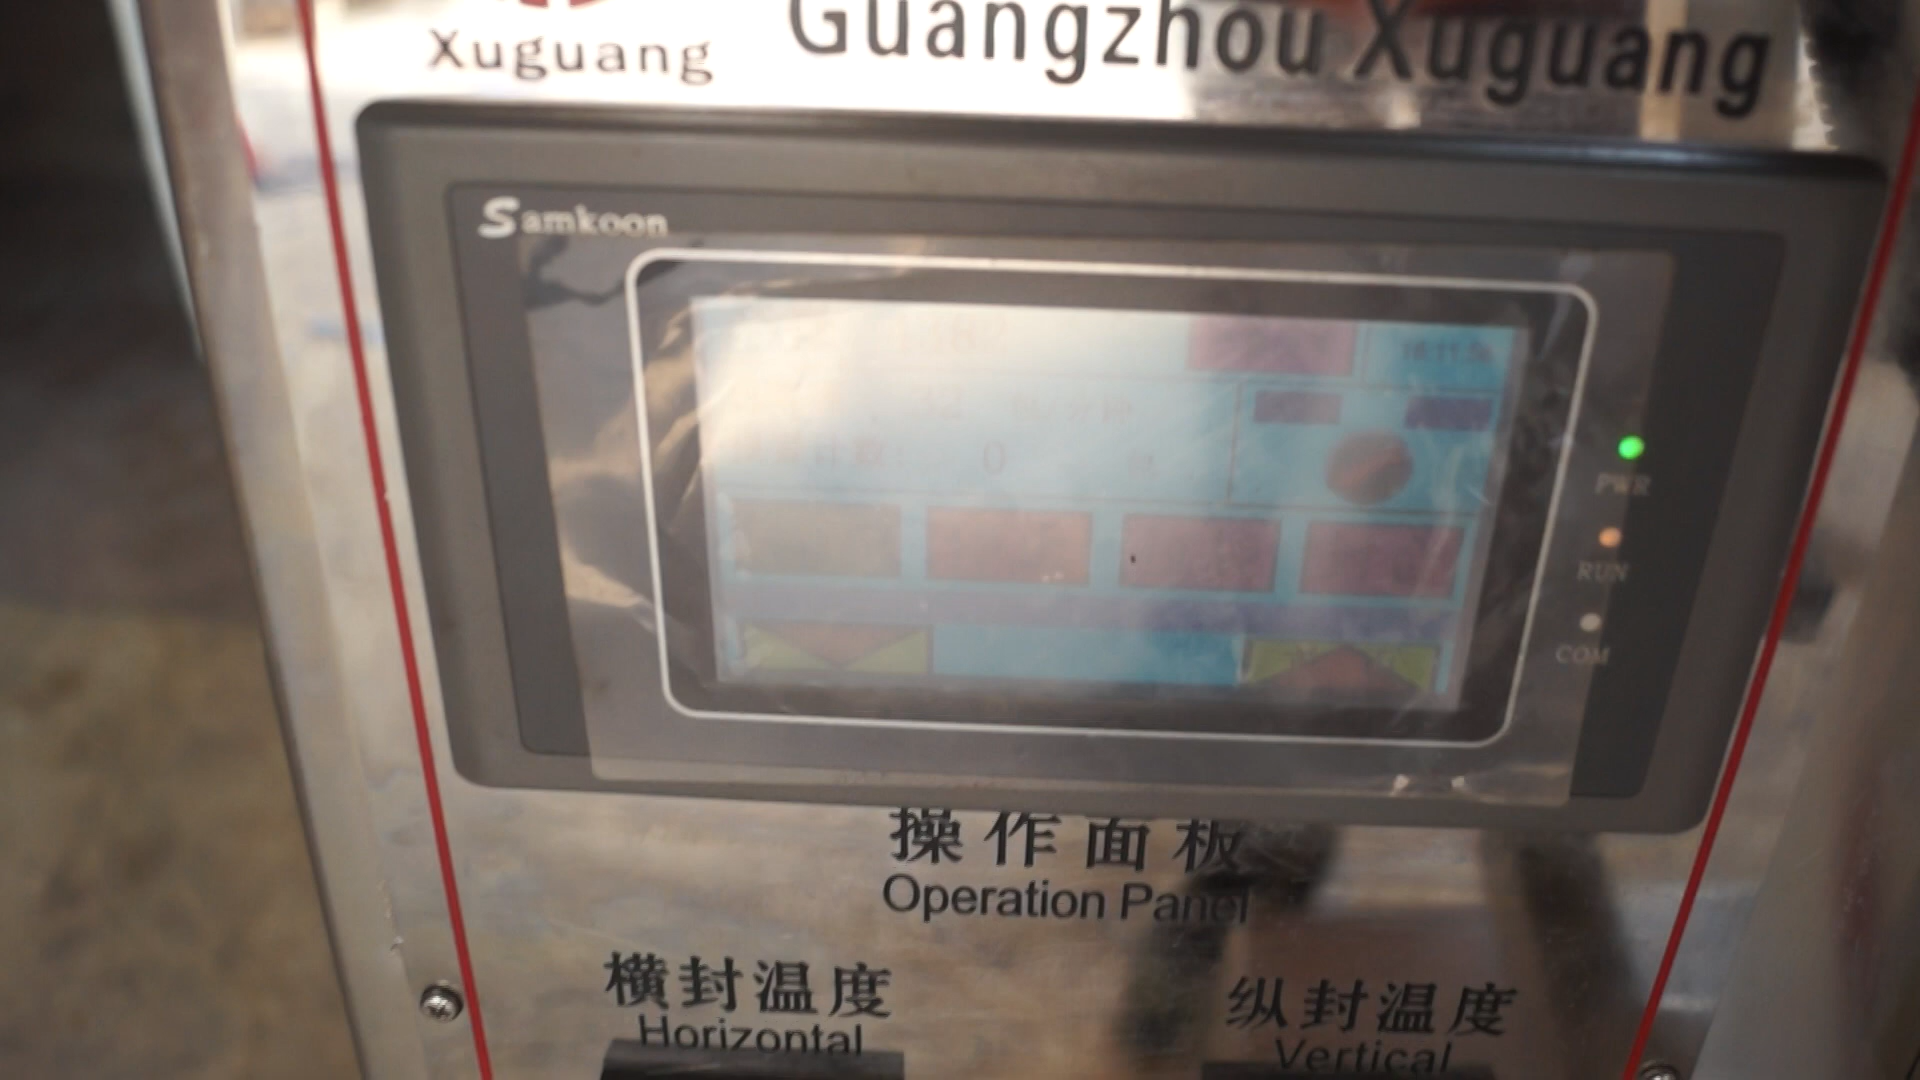 Xuguang
Guangzhou Xuguang
Samkoon
0
PWR
RUN
COM
操作面板
Operation Panel
横封温度
Horizontal
纵封温度
Vertical